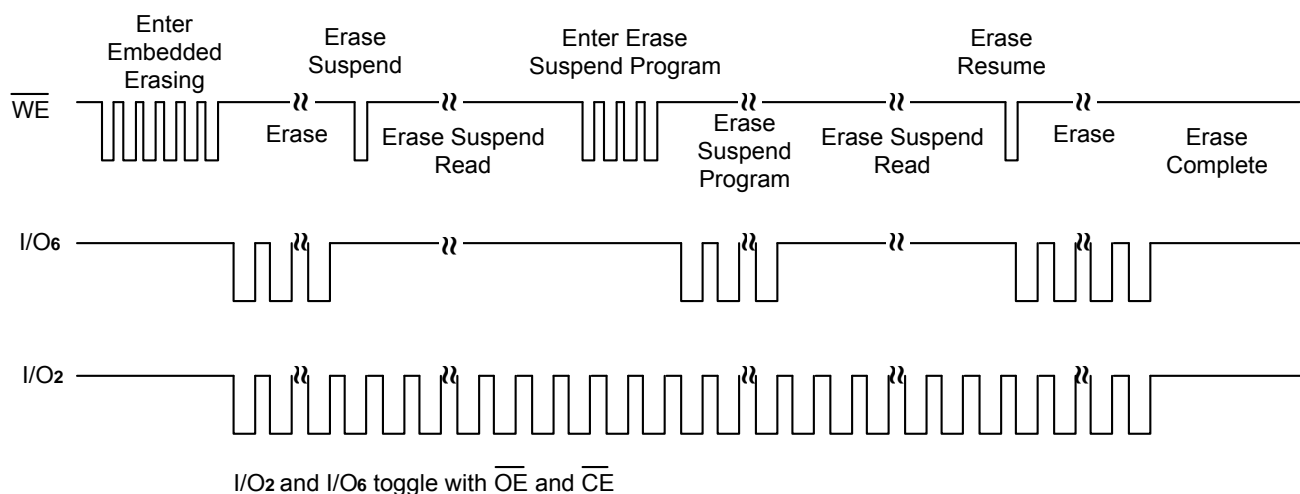 Enter
Embedded
Erasing
Erase
Suspend
Enter Erase
Suspend Program
Erase
Resume
WE
Erase
Erase Suspend
Read
Erase
Suspend
Program
Erase Suspend
Read
Erase
Erase
Complete
I/O6
I/O2
I/O2 and I/O6 toggle with OE and CE